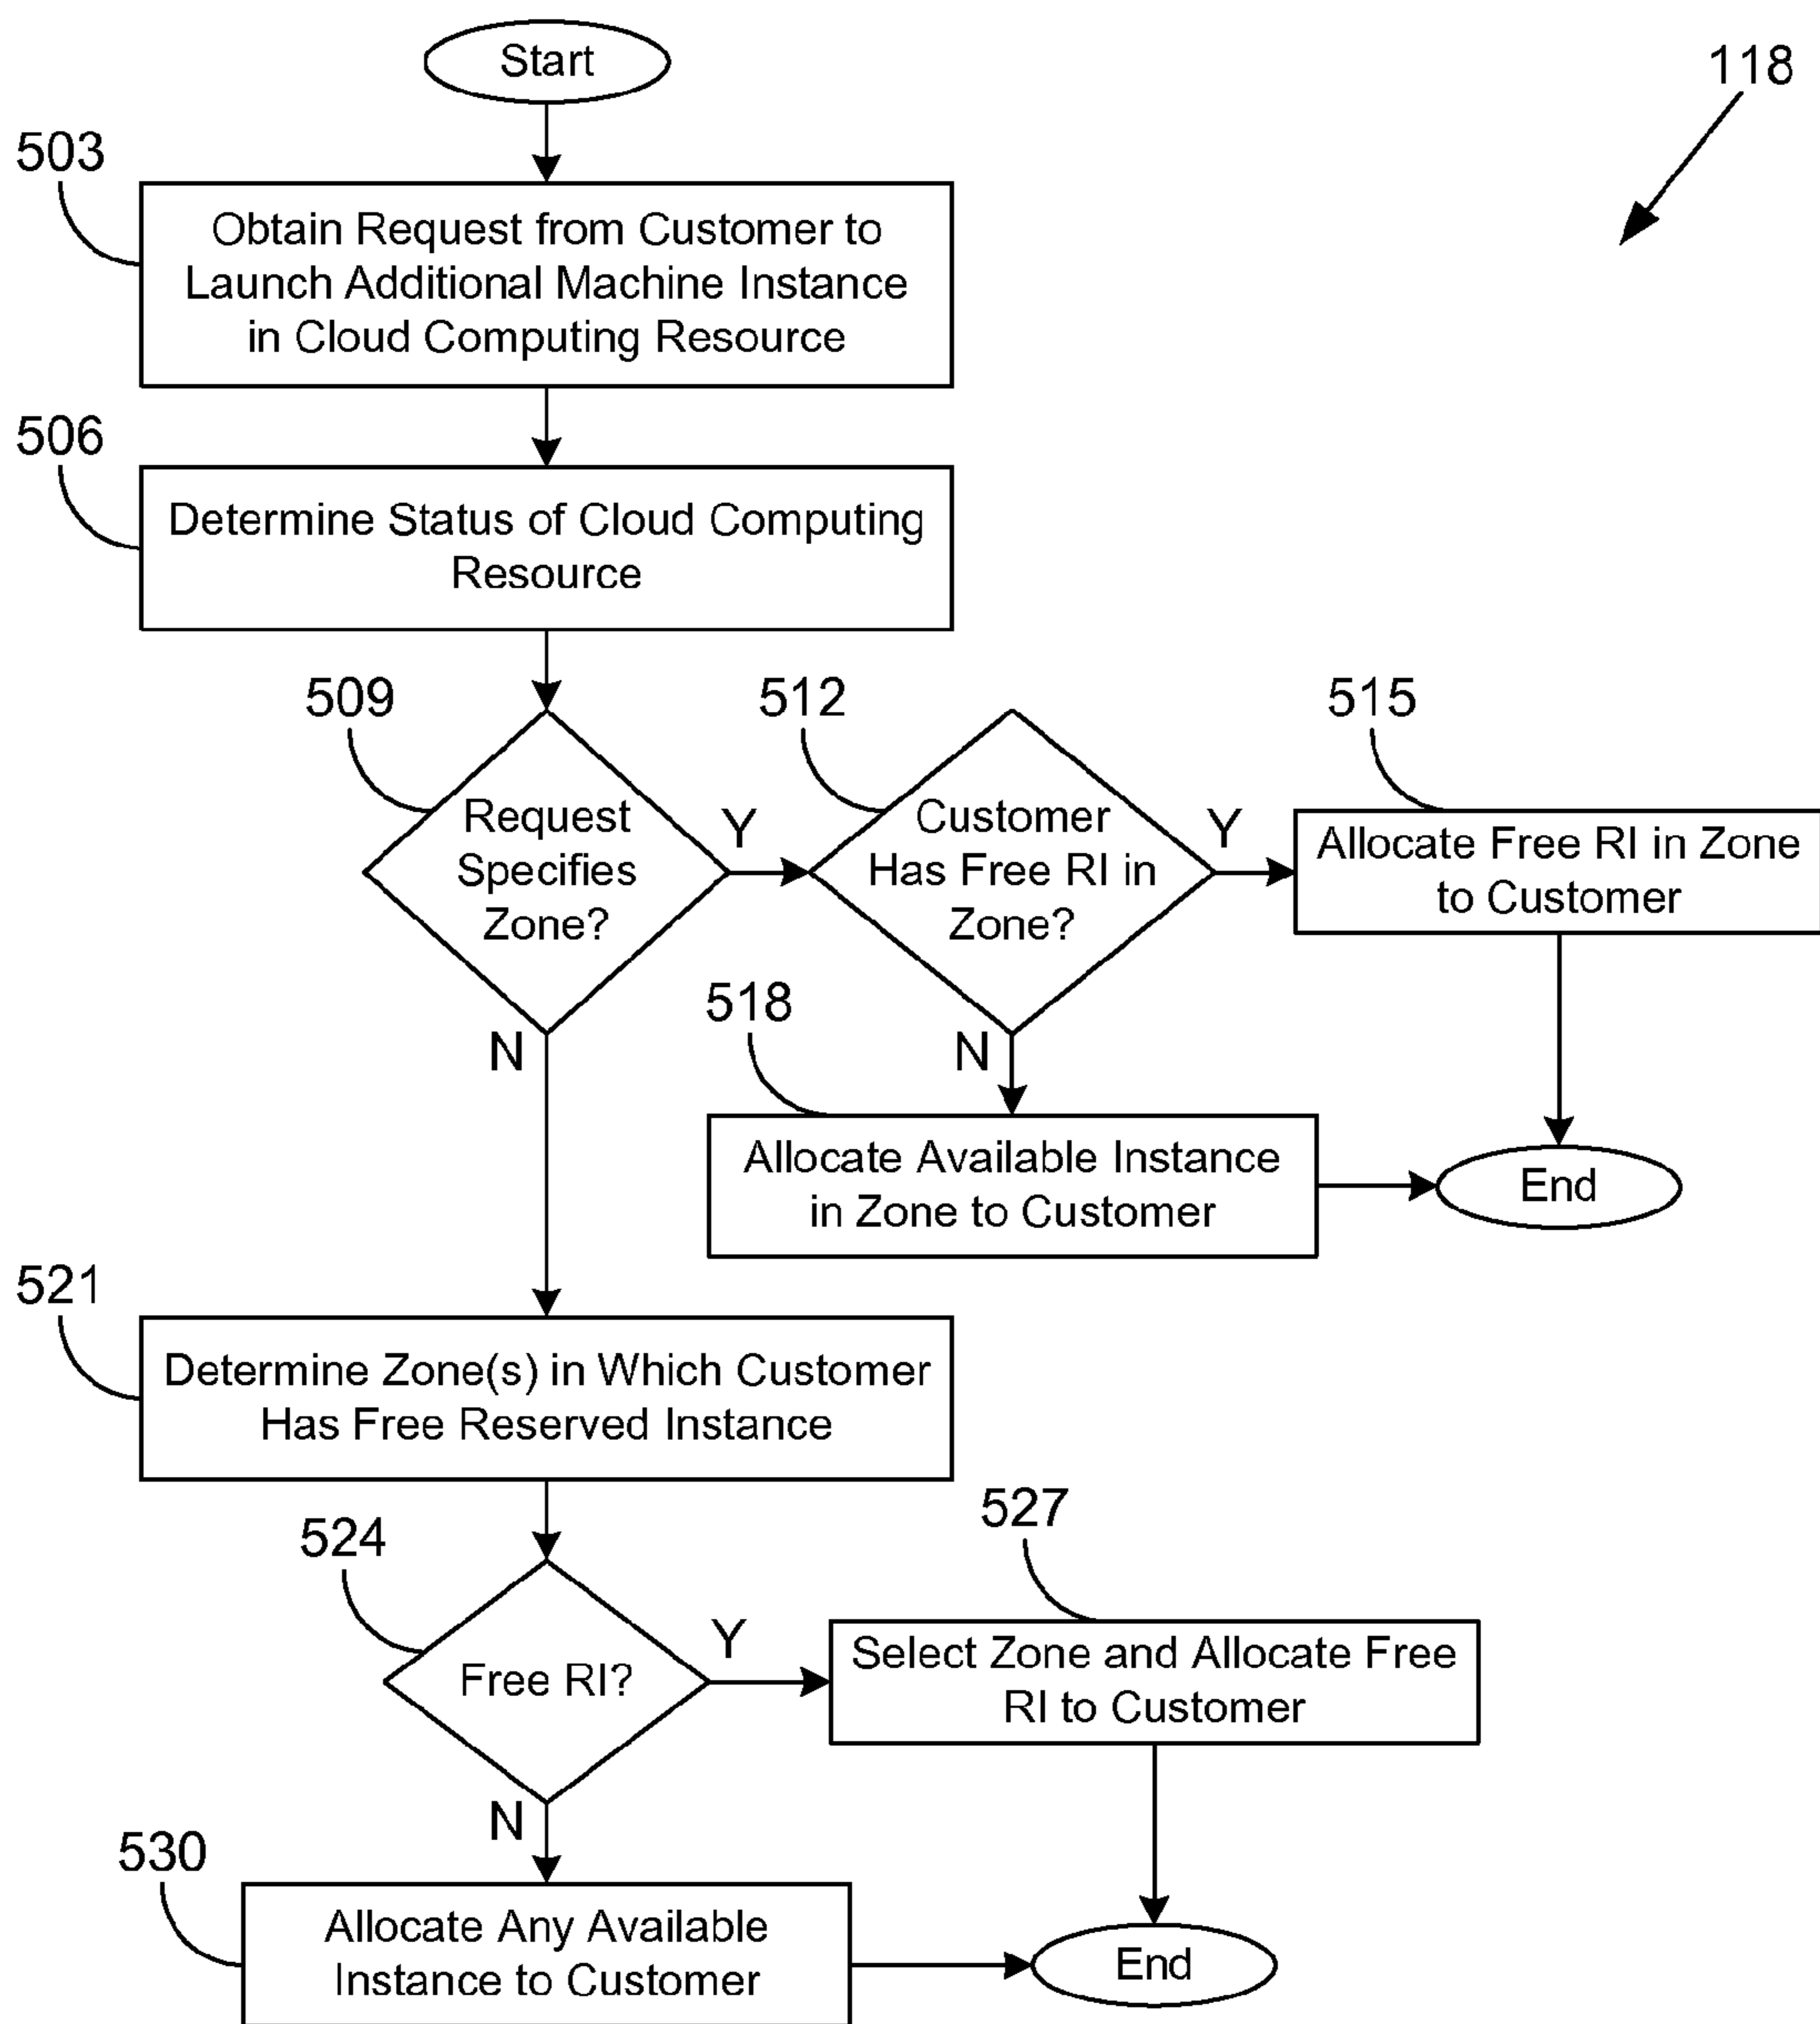 Start
118
503
Obtain Request from Customer to
Launch Additional Machine Instance
in Cloud Computing Resource
506
Determine Status of Cloud Computing
Resource
509
Request
Specifies
Zone?
Y
N
512
Customer
Has Free RI in
Zone?
Y
N
515
Allocate Free RI in Zone
to Customer
518
Allocate Available Instance
in Zone to Customer
End
521
Determine Zone(s) in Which Customer
Has Free Reserved Instance
524
Free RI?
Y
N
527
Select Zone and Allocate Free
RI to Customer
530
Allocate Any Available
Instance to Customer
End